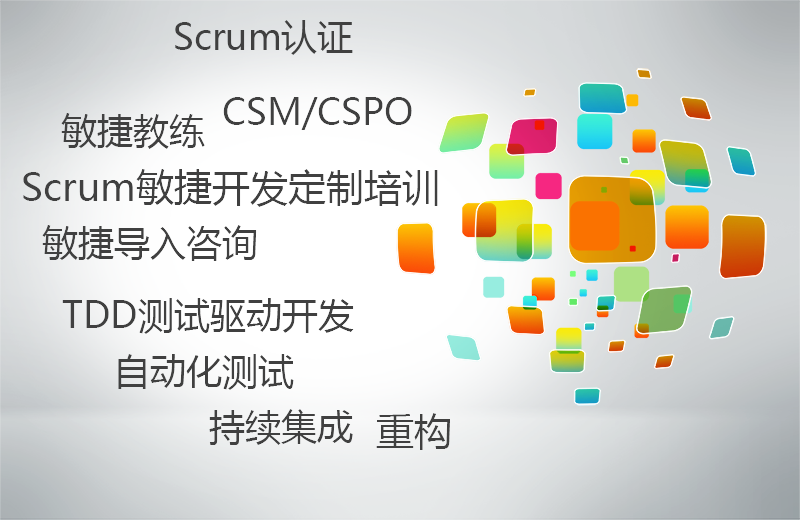 Scrum认证
CSM/CSPO
敏捷教练
Scrum敏捷开发定制培训
敏捷导入咨询
TDD测试驱动开发
自动化测试
持续集成
重构